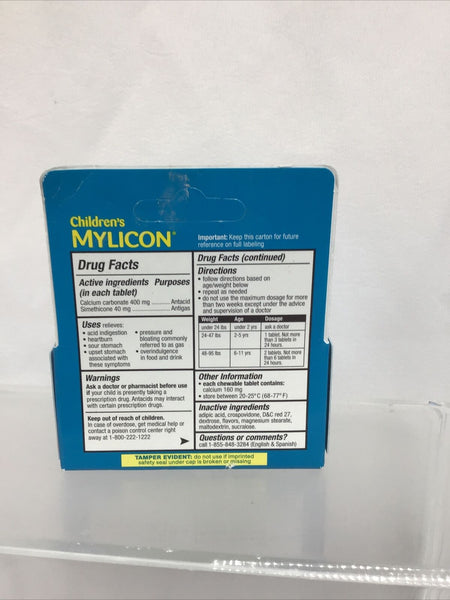 Children's
MYLICON®
Important: Keep this carton for future
reference on full labeling
Drug Facts
Active ingredients Purposes
(in each tablet)
Calcium carbonate 400 mg ........ Antacid
Simethicone 40 mg ........ Antigas
Uses relieves:
• acid indigestion
• heartburn
• sour stomach
• upset stomach
associated with
these symptoms
• pressure and
bloating commonly
referred to as gas
• overindulgence
in food and drink
Warnings
Ask a doctor or pharmacist before use
if your child is presently taking a
prescription drug. Antacids may interact
with certain prescription drugs.
Keep out of reach of children.
In case of overdose, get medical help or
contact a poison control center right
away at 1-800-222-1222
Drug Facts (continued)
Directions
• follow directions based on
age/weight below
• repeat as needed
• do not use the maximum dosage for more
than two weeks except under the advice
and supervision of a doctor
Weight Age Dosage
under 24 lbs under 2 yrs ask a doctor
24-47 lbs 2-5 yrs 1 tablet. Not more
than 3 tablets in
24 hours.
48-95 lbs 6-11 yrs 2 tablets. Not more
than 6 tablets in
24 hours.
Other Information
• each chewable tablet contains:
calcium 160 mg
• store between 20-25°C (68-77°F)
Inactive ingredients
adipic acid, crospovidone, D&C red 27,
dextrose, flavors, magnesium stearate,
maltodextrin, sucralose.
Questions or comments?
call 1-855-848-3284 (English & Spanish)
TAMPER EVIDENT: do not use if imprinted
safety seal under cap is broken or missing